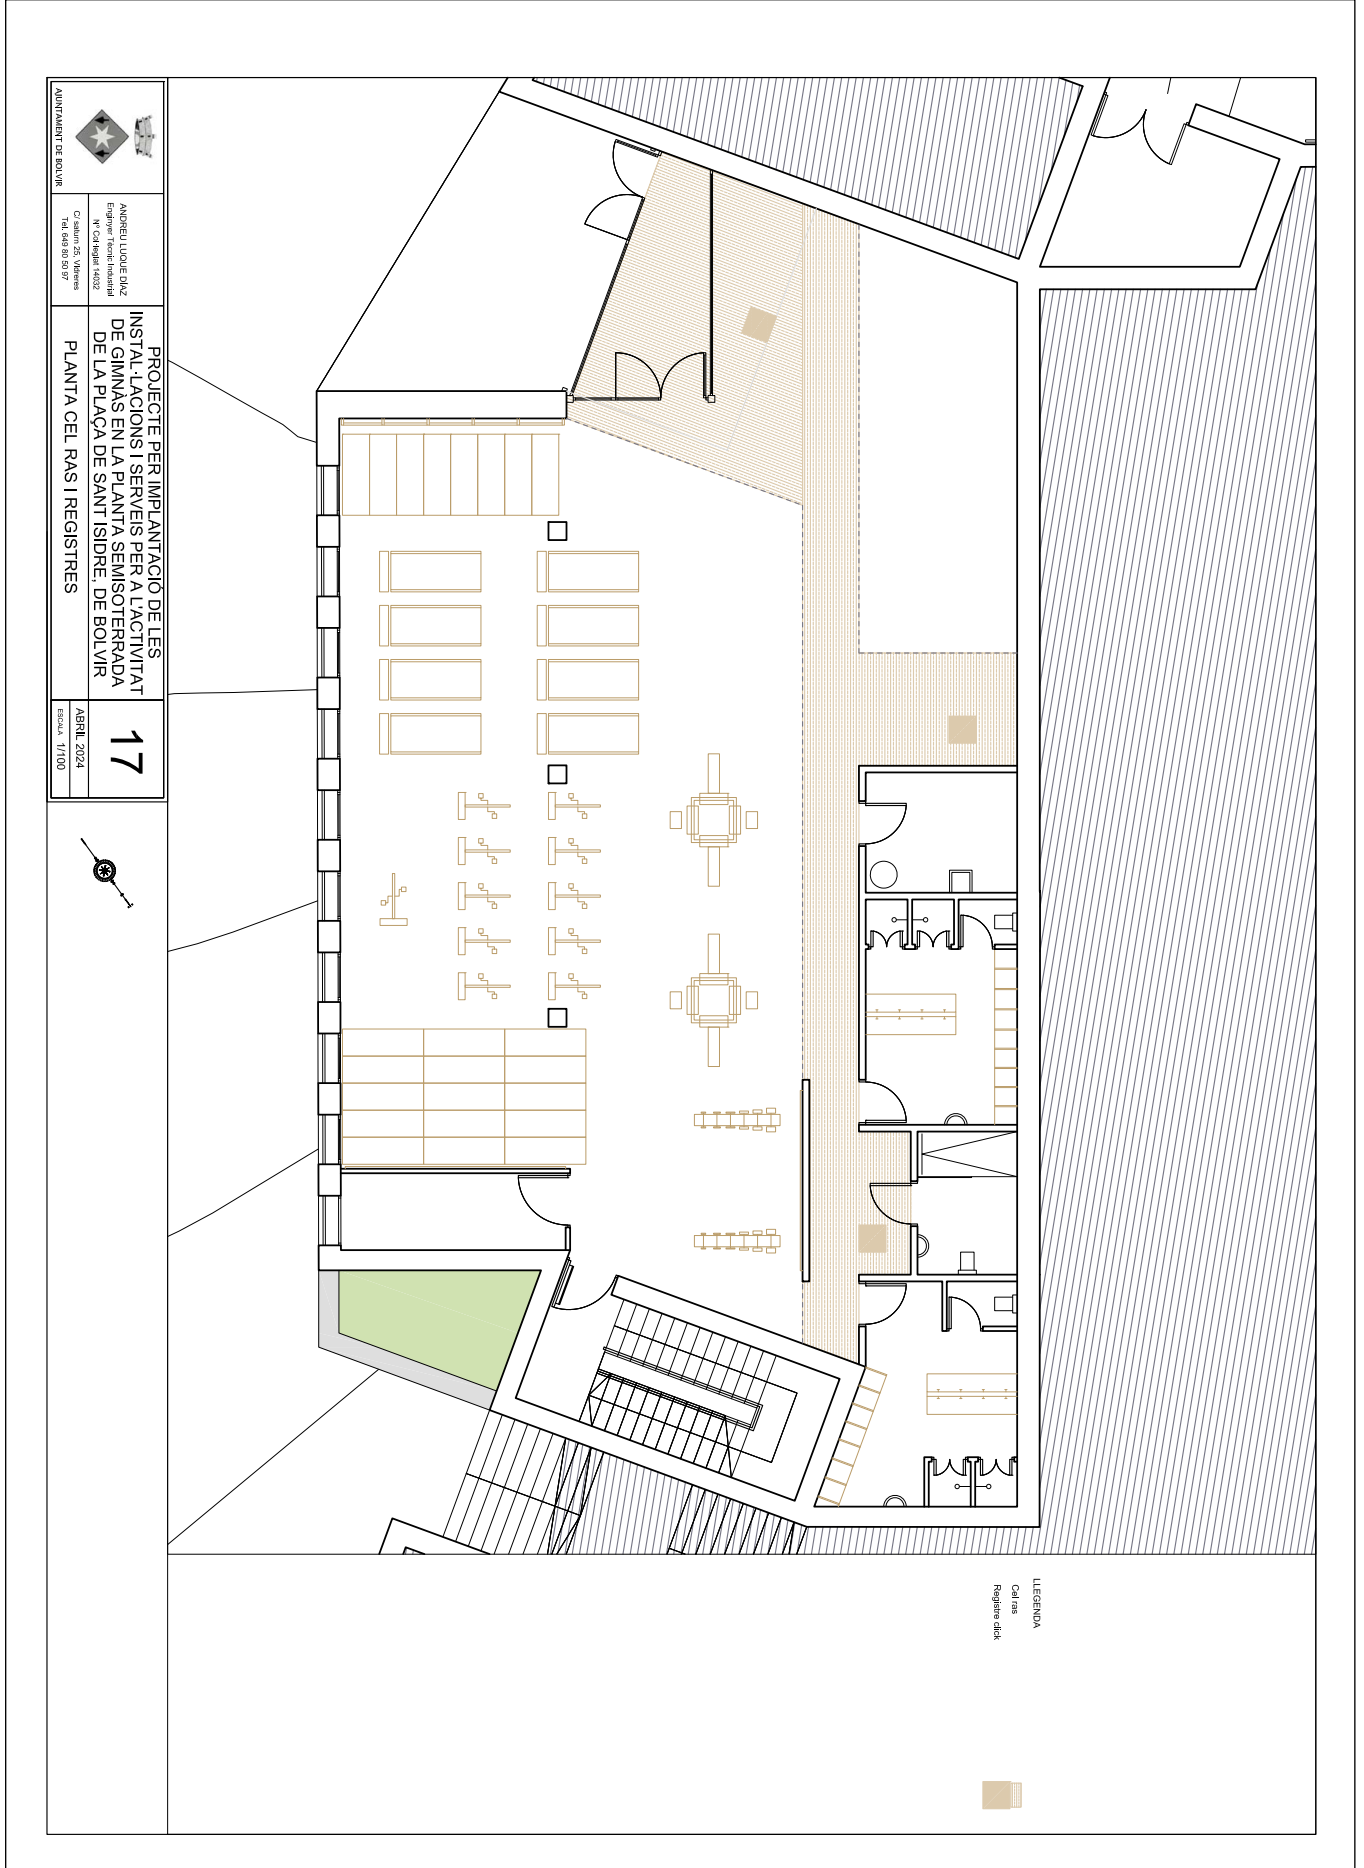 AJUNTAMENT DE BOLVIR
ANDREU LUQUE DÍAZ
Enginyer Tècnic Industrial
Nº Col·legiat 14032
C/ saturn 25, Vidreres
Tel. 649 80 50 97
PROJECTE PER IMPLANTACIÓ DE LES
INSTAL·LACIONS I SERVEIS PER A L'ACTIVITAT
DE GIMNÀS EN LA PLANTA SEMISOTERRADA
DE LA PLAÇA DE SANT ISIDRE, DE BOLVIR
PLANTA CEL RAS I REGISTRES
17
ABRIL 2024
ESCALA 1/100
LLEGENDA
Cel ras
Registre click